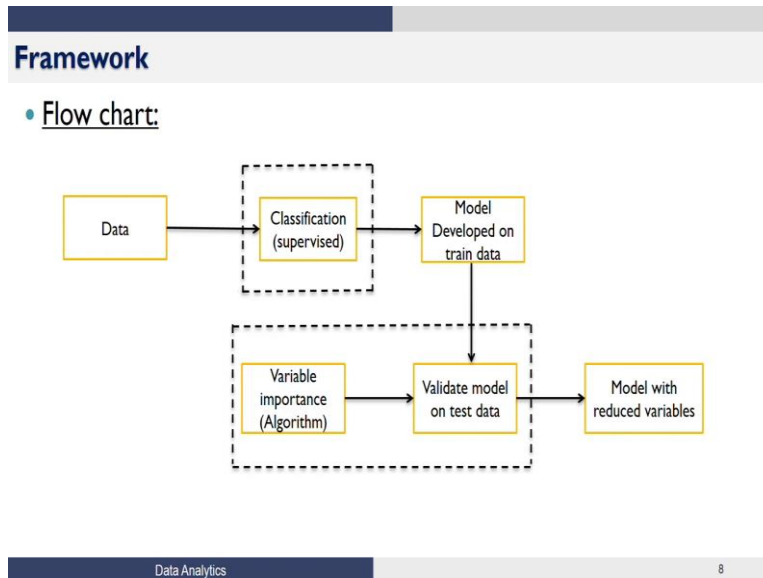 Framework
• Flow chart:
Data
Classification
(supervised)
Model
Developed on
train data
Variable
importance
(Algorithm)
Validate model
on test data
Model with
reduced variables
Data Analytics
8